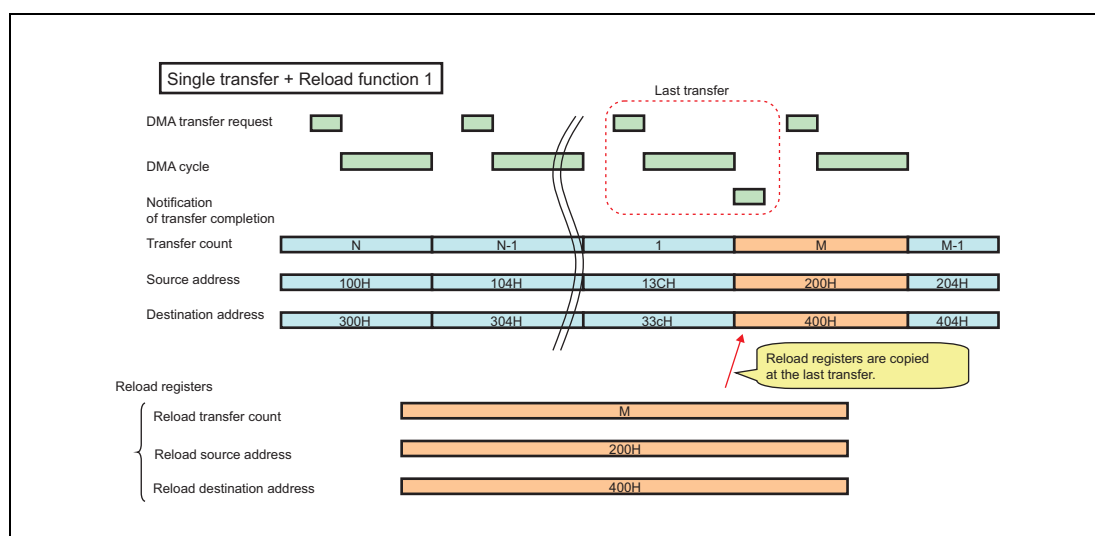 Single transfer + Reload function 1
Last transfer
DMA transfer request
DMA cycle
Notification
of transfer completion
Transfer count
N
N-1
1
M
M-1
Source address
100H
104H
13CH
200H
204H
Destination address
300H
304H
33cH
400H
404H
Reload registers are copied
at the last transfer.
Reload registers
Reload transfer count
M
Reload source address
200H
Reload destination address
400H